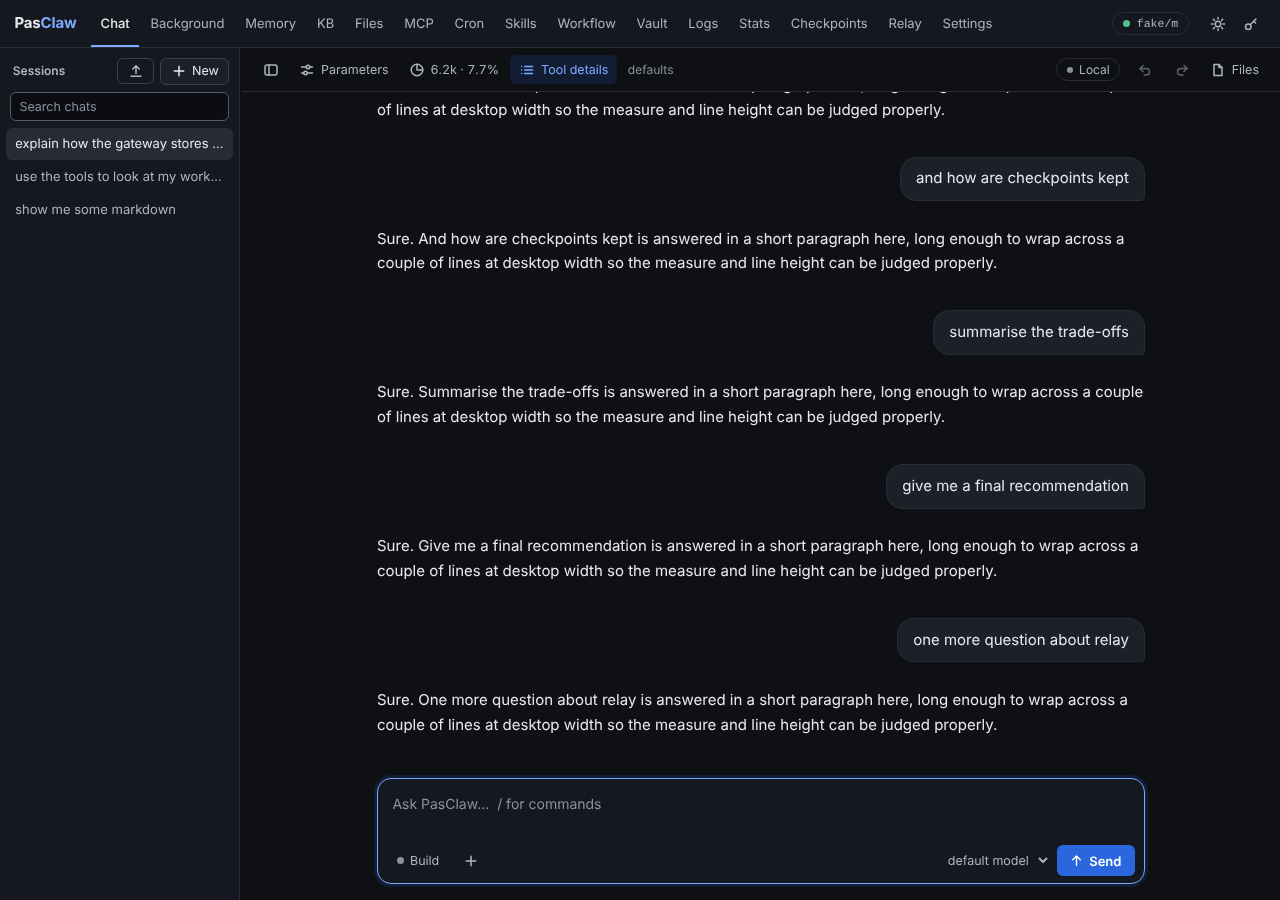 PasClaw Chat Background Memory KB Files MCP Cron Skills Workflow Vault Logs Stats Checkpoints Relay Settings fake/m
Sessions New
Parameters 6.2k · 7.7% Tool details defaults Local Files
Search chats
explain how the gateway stores ...
use the tools to look at my work...
show me some markdown
of lines at desktop width so the measure and line height can be judged properly.
and how are checkpoints kept
Sure. And how are checkpoints kept is answered in a short paragraph here, long enough to wrap across a
couple of lines at desktop width so the measure and line height can be judged properly.
summarise the trade-offs
Sure. Summarise the trade-offs is answered in a short paragraph here, long enough to wrap across a couple
of lines at desktop width so the measure and line height can be judged properly.
give me a final recommendation
Sure. Give me a final recommendation is answered in a short paragraph here, long enough to wrap across a
couple of lines at desktop width so the measure and line height can be judged properly.
one more question about relay
Sure. One more question about relay is answered in a short paragraph here, long enough to wrap across a
couple of lines at desktop width so the measure and line height can be judged properly.
Ask PasClaw... / for commands
Build default model Send